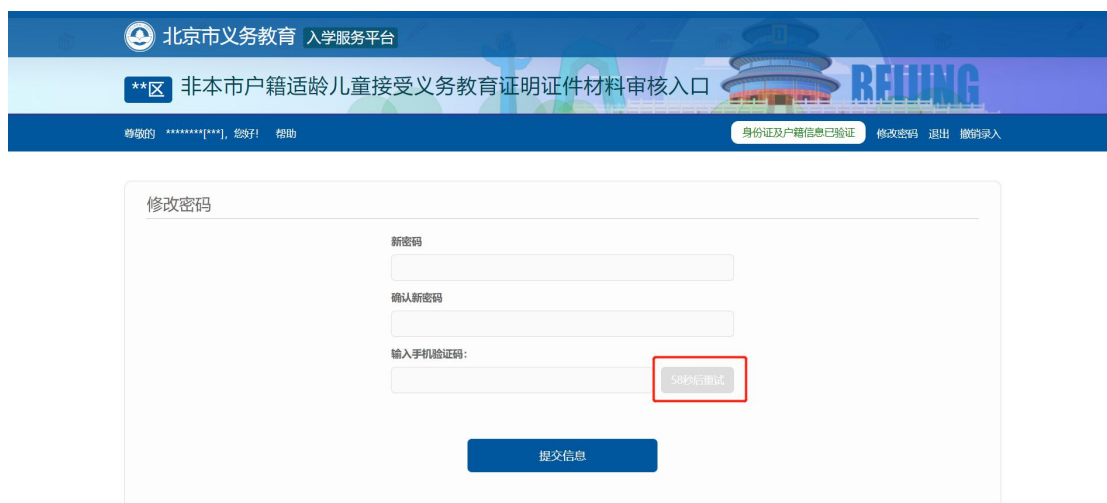 北京市义务教育 入学服务平台
**区 非本市户籍适龄儿童接受义务教育证明证件材料审核入口 BEIJING
尊敬的 ********[***]，您好！ 帮助 身份证及户籍信息已验证 修改密码 退出 撤销录入
修改密码
新密码
确认新密码
输入手机验证码：
58秒后重试
提交信息